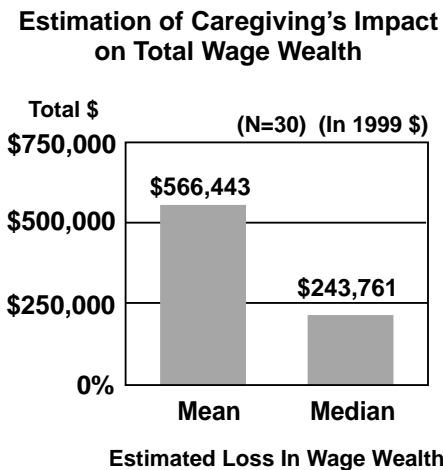 Estimation of Caregiving's Impact
on Total Wage Wealth
Total $
(N=30) (In 1999 $)
$750,000
$566,443
$500,000
$243,761
$250,000
0%
Mean Median
Estimated Loss In Wage Wealth